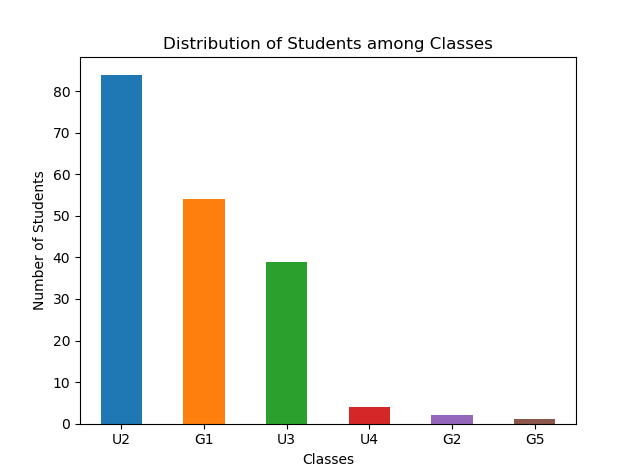 Distribution of Students among Classes
Number of Students
80
70
60
50
40
30
20
10
0
U2 G1 U3 U4 G2 G5
Classes